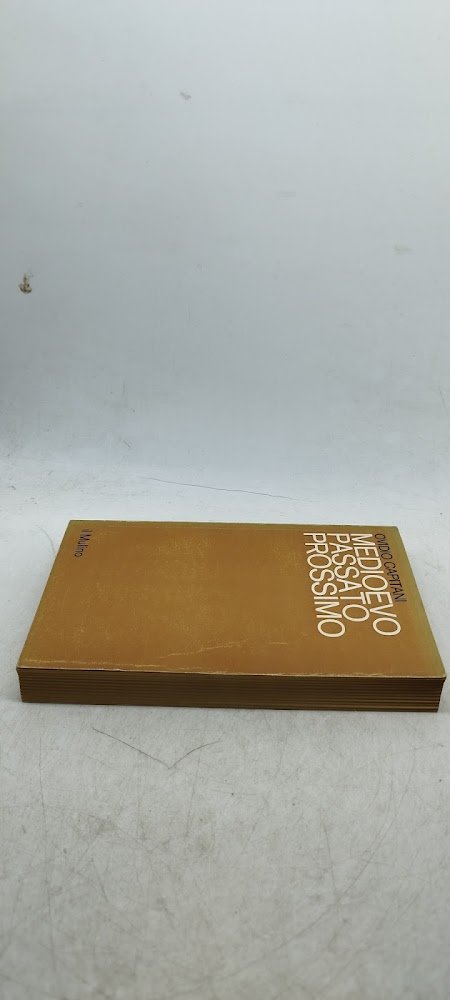 OVIDIO CAPITANI
MEDIOEVO
PASSATO
PROSSIMO
il Mulino